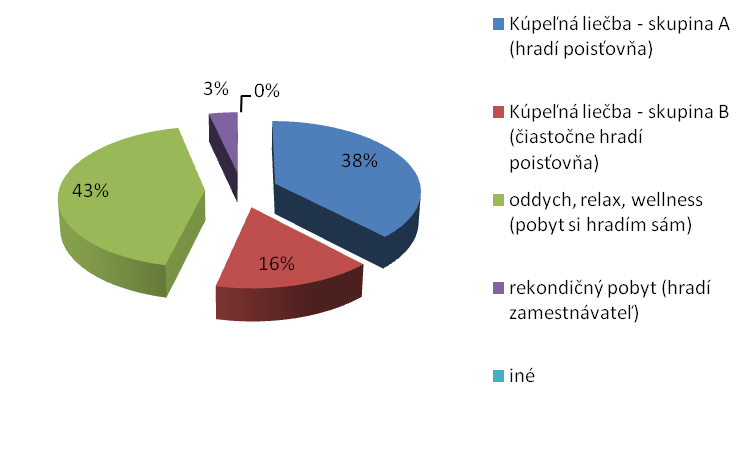 Kúpeľná liečba - skupina A
(hradí poisťovňa)
Kúpeľná liečba - skupina B
(čiastočne hradí
poisťovňa)
oddych, relax, wellness
(pobyt si hradím sám)
rekondičný pobyt (hradí
zamestnávateľ)
iné
3%
0%
38%
43%
16%